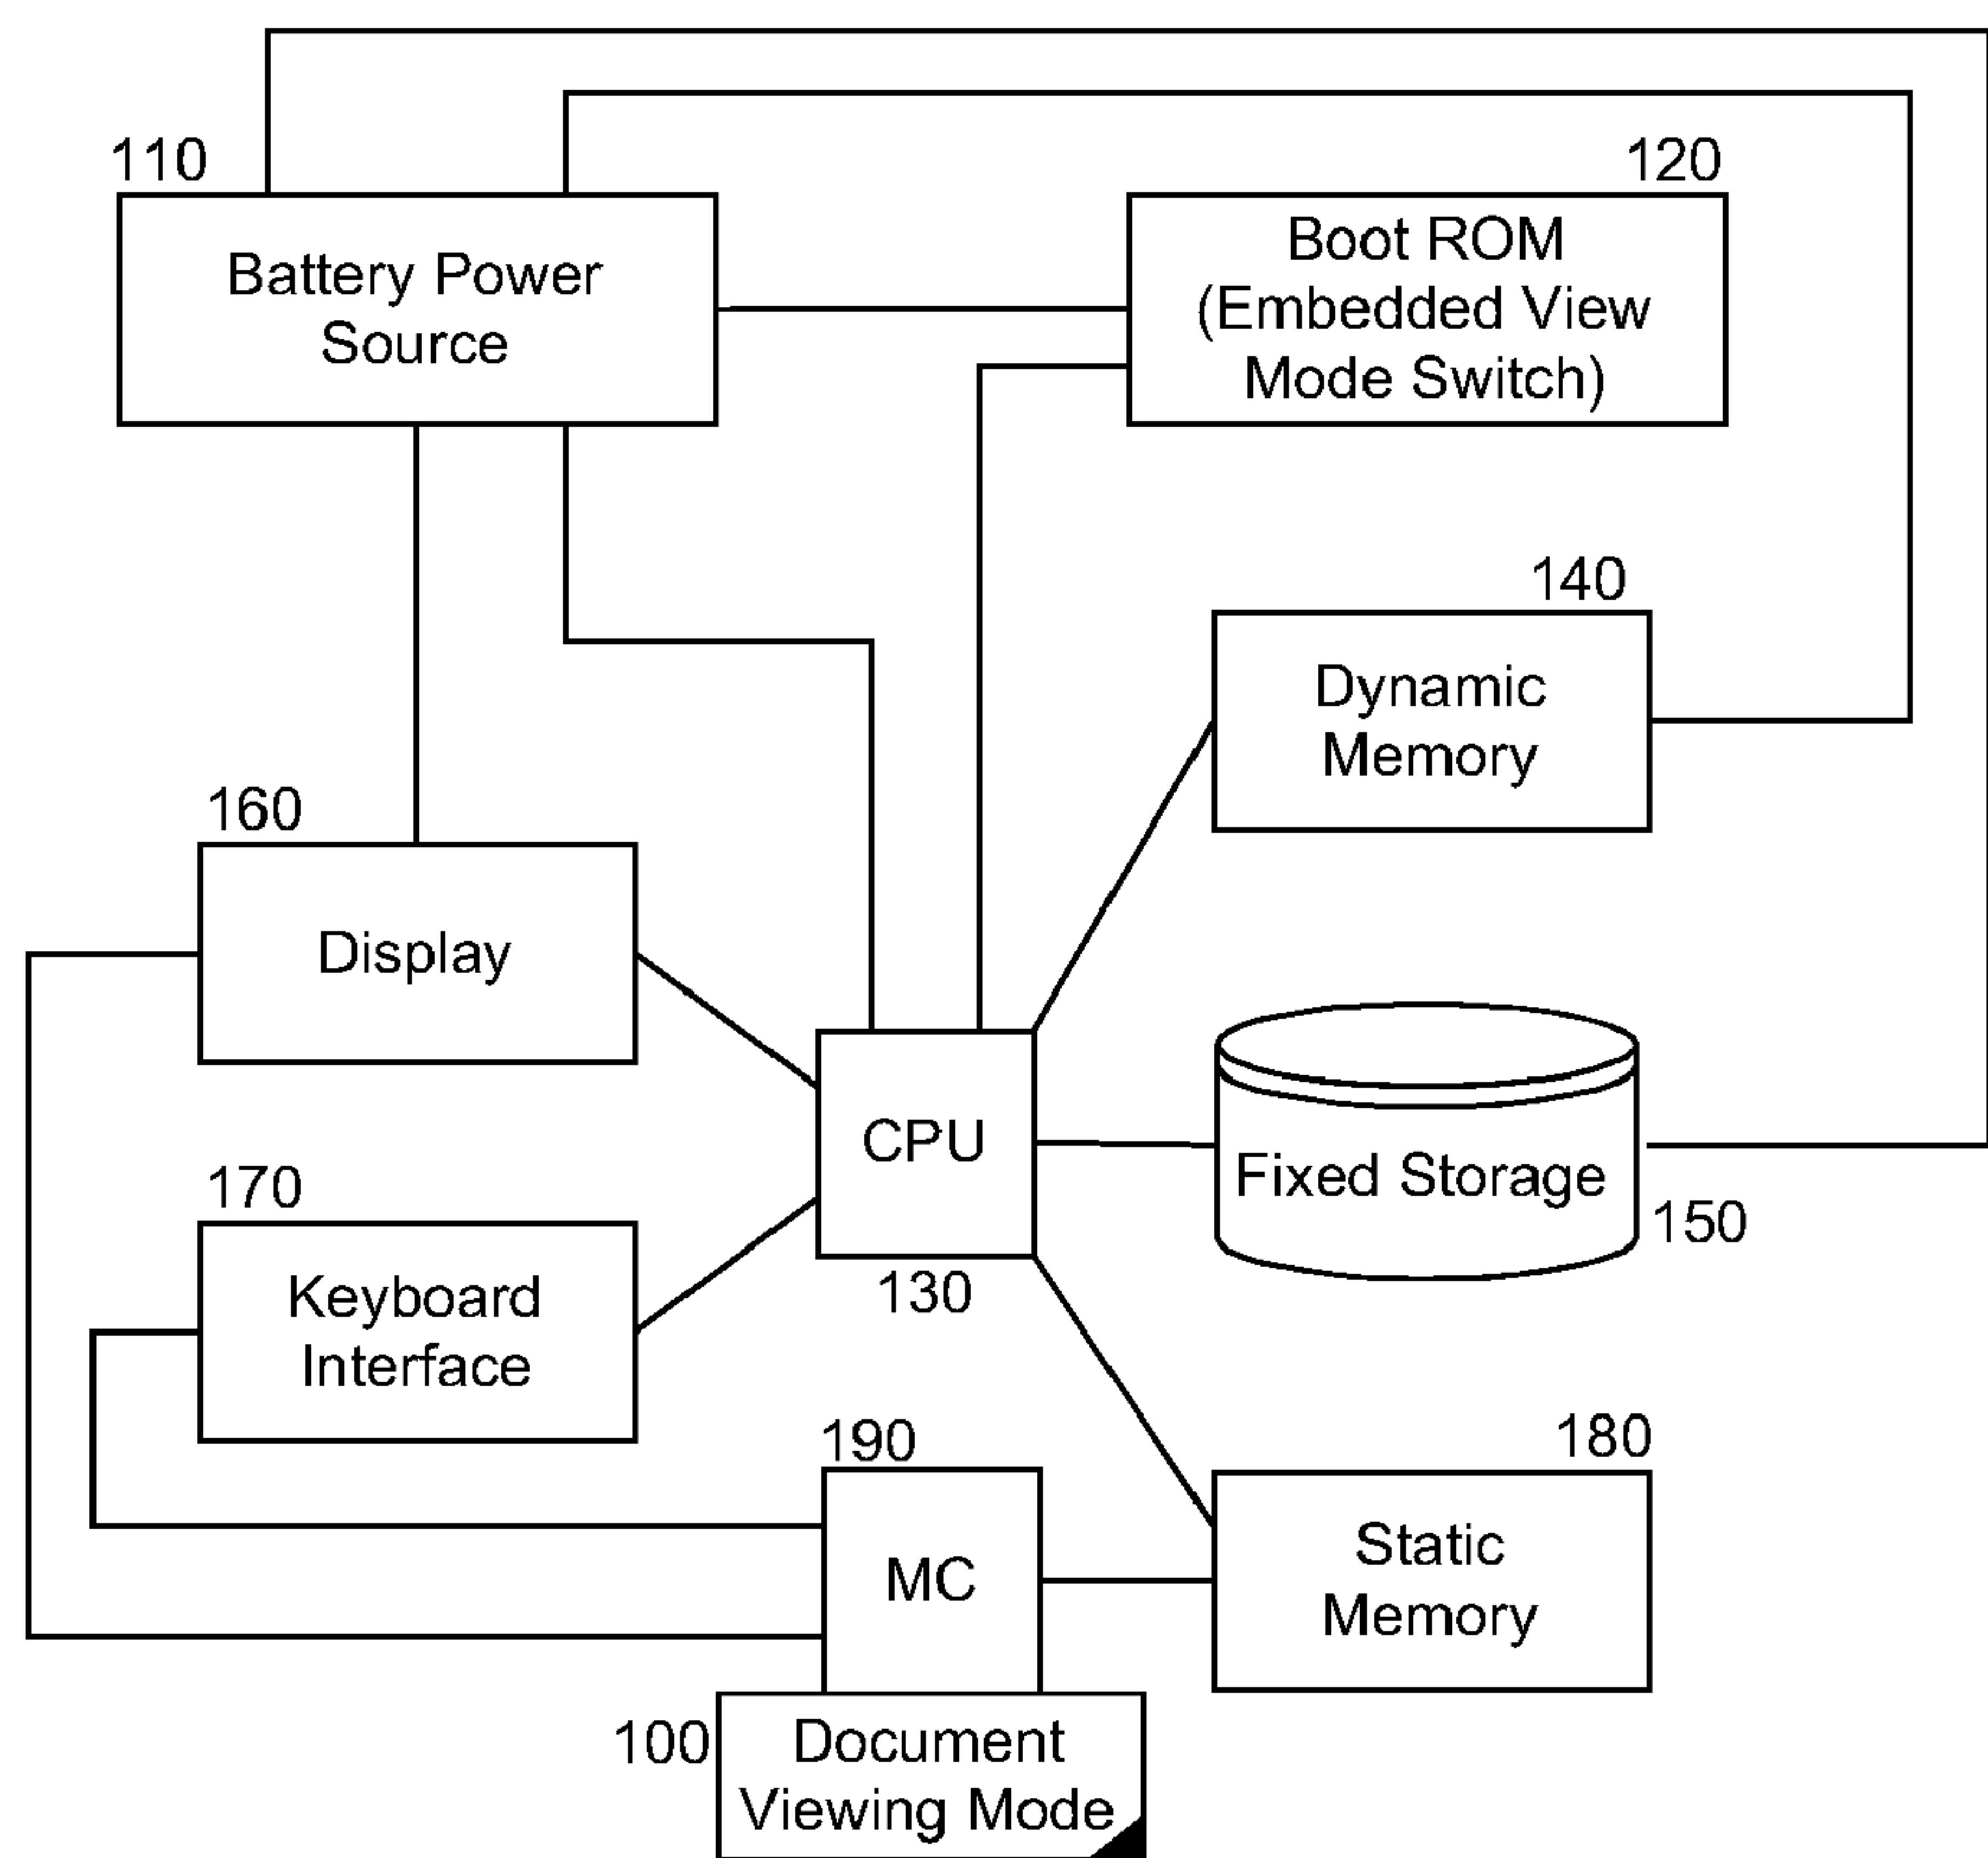 110
Battery Power
Source
120
Boot ROM
(Embedded View
Mode Switch)
140
Dynamic
Memory
160
Display
CPU
130
Fixed Storage
150
170
Keyboard
Interface
190
MC
180
Static
Memory
100
Document
Viewing Mode